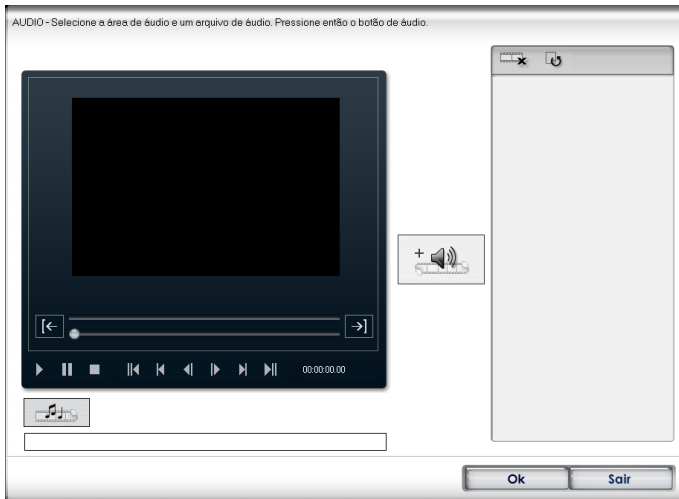 AUDIO - Selecione a área de áudio e um arquivo de áudio. Pressione então o botão de áudio.
00:00:00.00
Ok
Sair